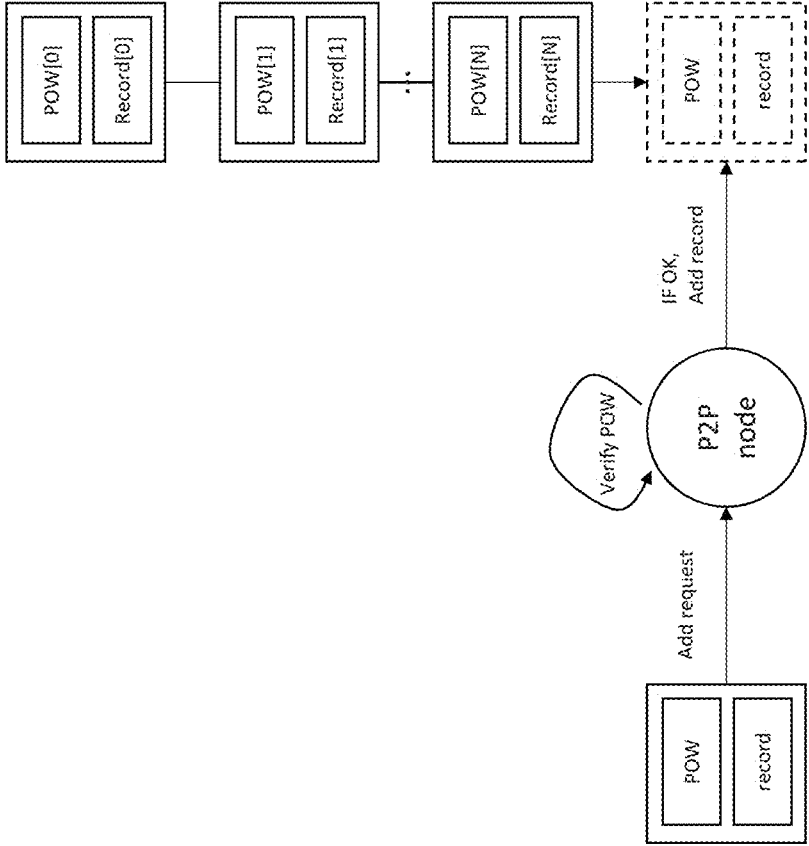 POW[0]
Record[0]
POW[1]
Record[1]
...
POW[N]
Record[N]
POW
record
IF OK,
Add record
Verify POW
P2P
node
Add request
POW
record